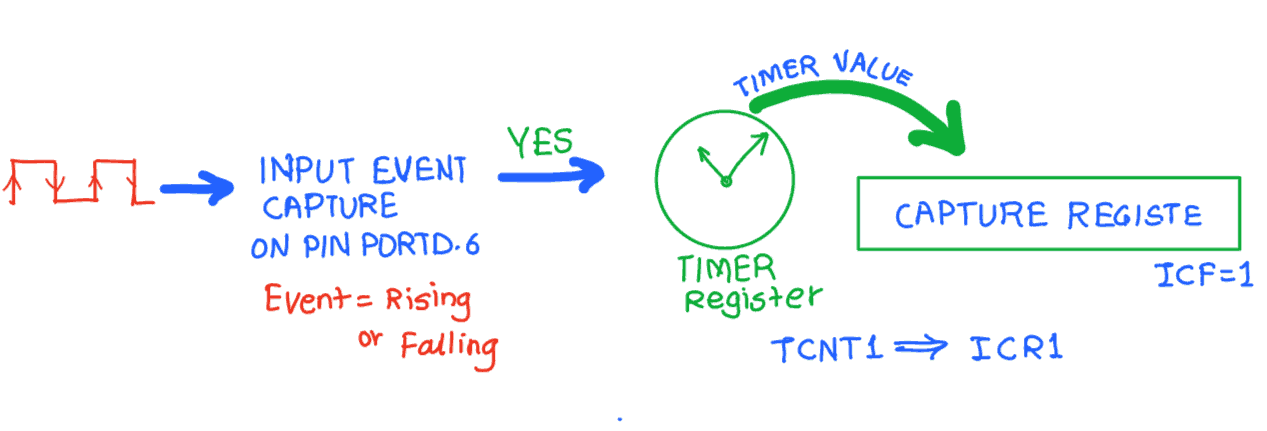 INPUT EVENT
CAPTURE
ON PIN PORTD.6
Event = Rising
or Falling
YES
TIMER VALUE
TIMER
Register
CAPTURE REGISTE
ICF=1
TCNT1 ⇒ ICR1